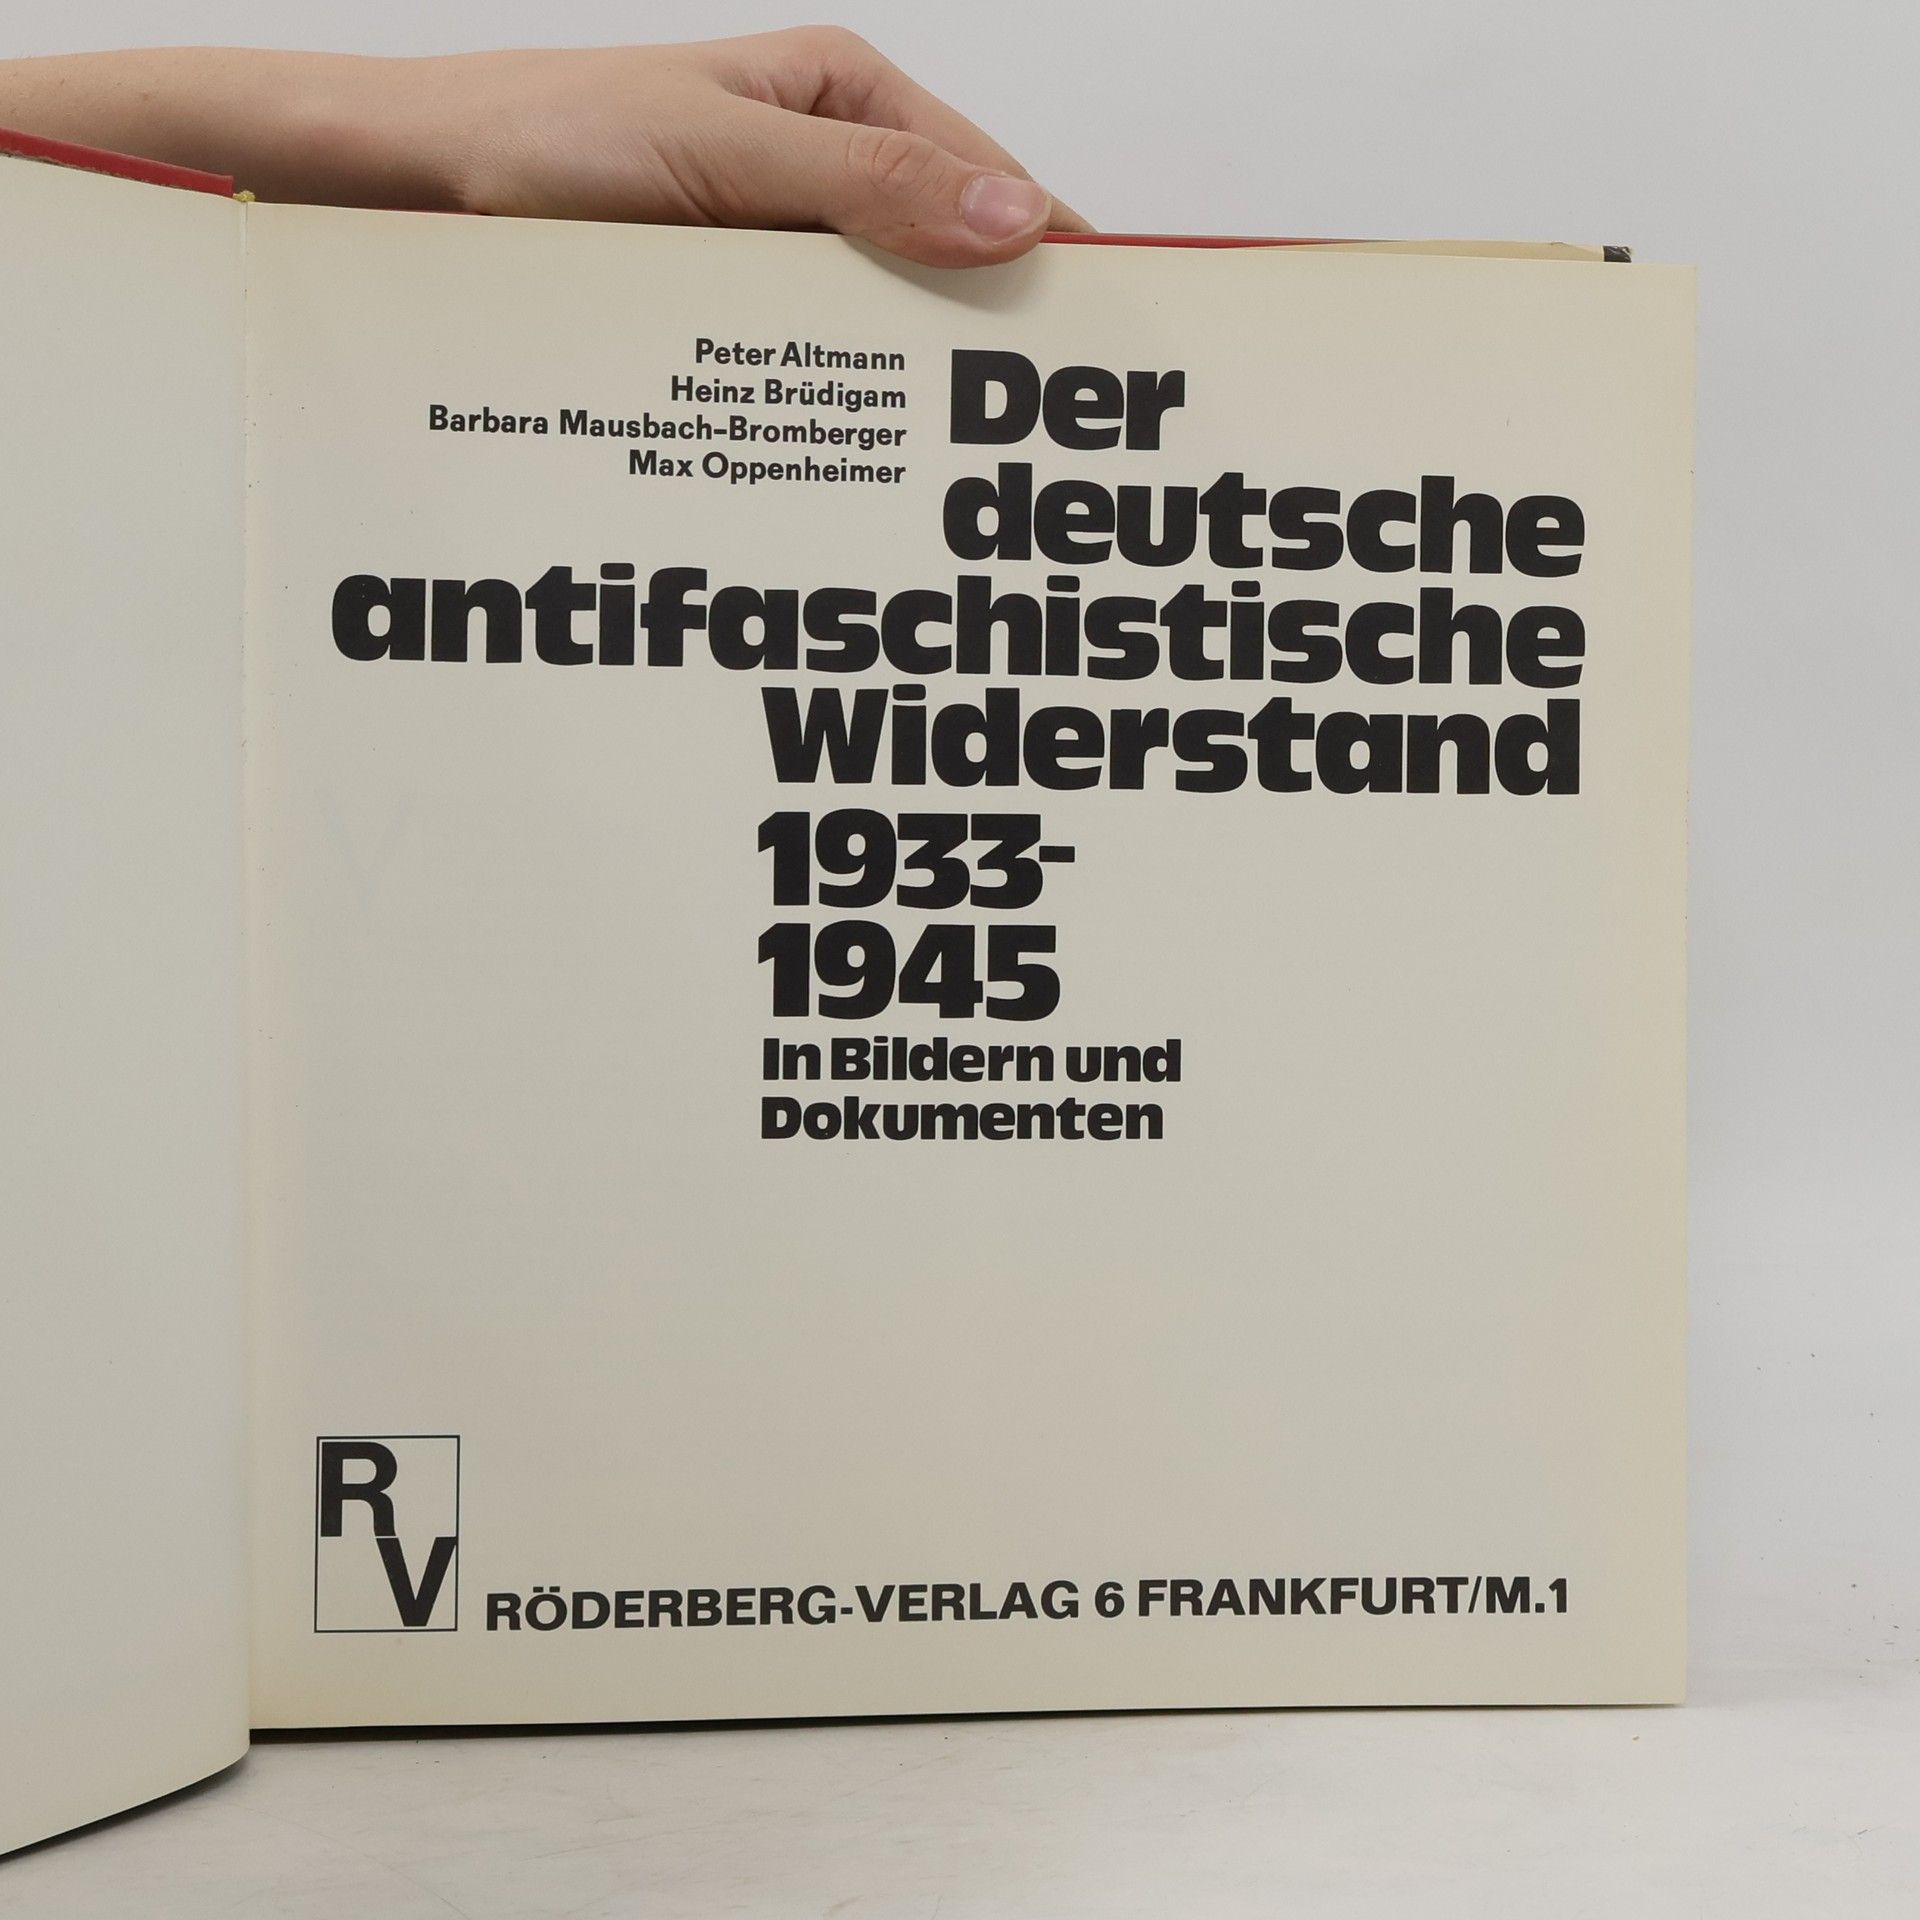 Peter Altmann
Heinz Brüdigam
Barbara Mausbach-Bromberger
Max Oppenheimer
Der
deutsche
antifaschistische
Widerstand
1933-
1945
In Bildern und
Dokumenten
R
V
RÖDERBERG-VERLAG 6 FRANKFURT/M.1